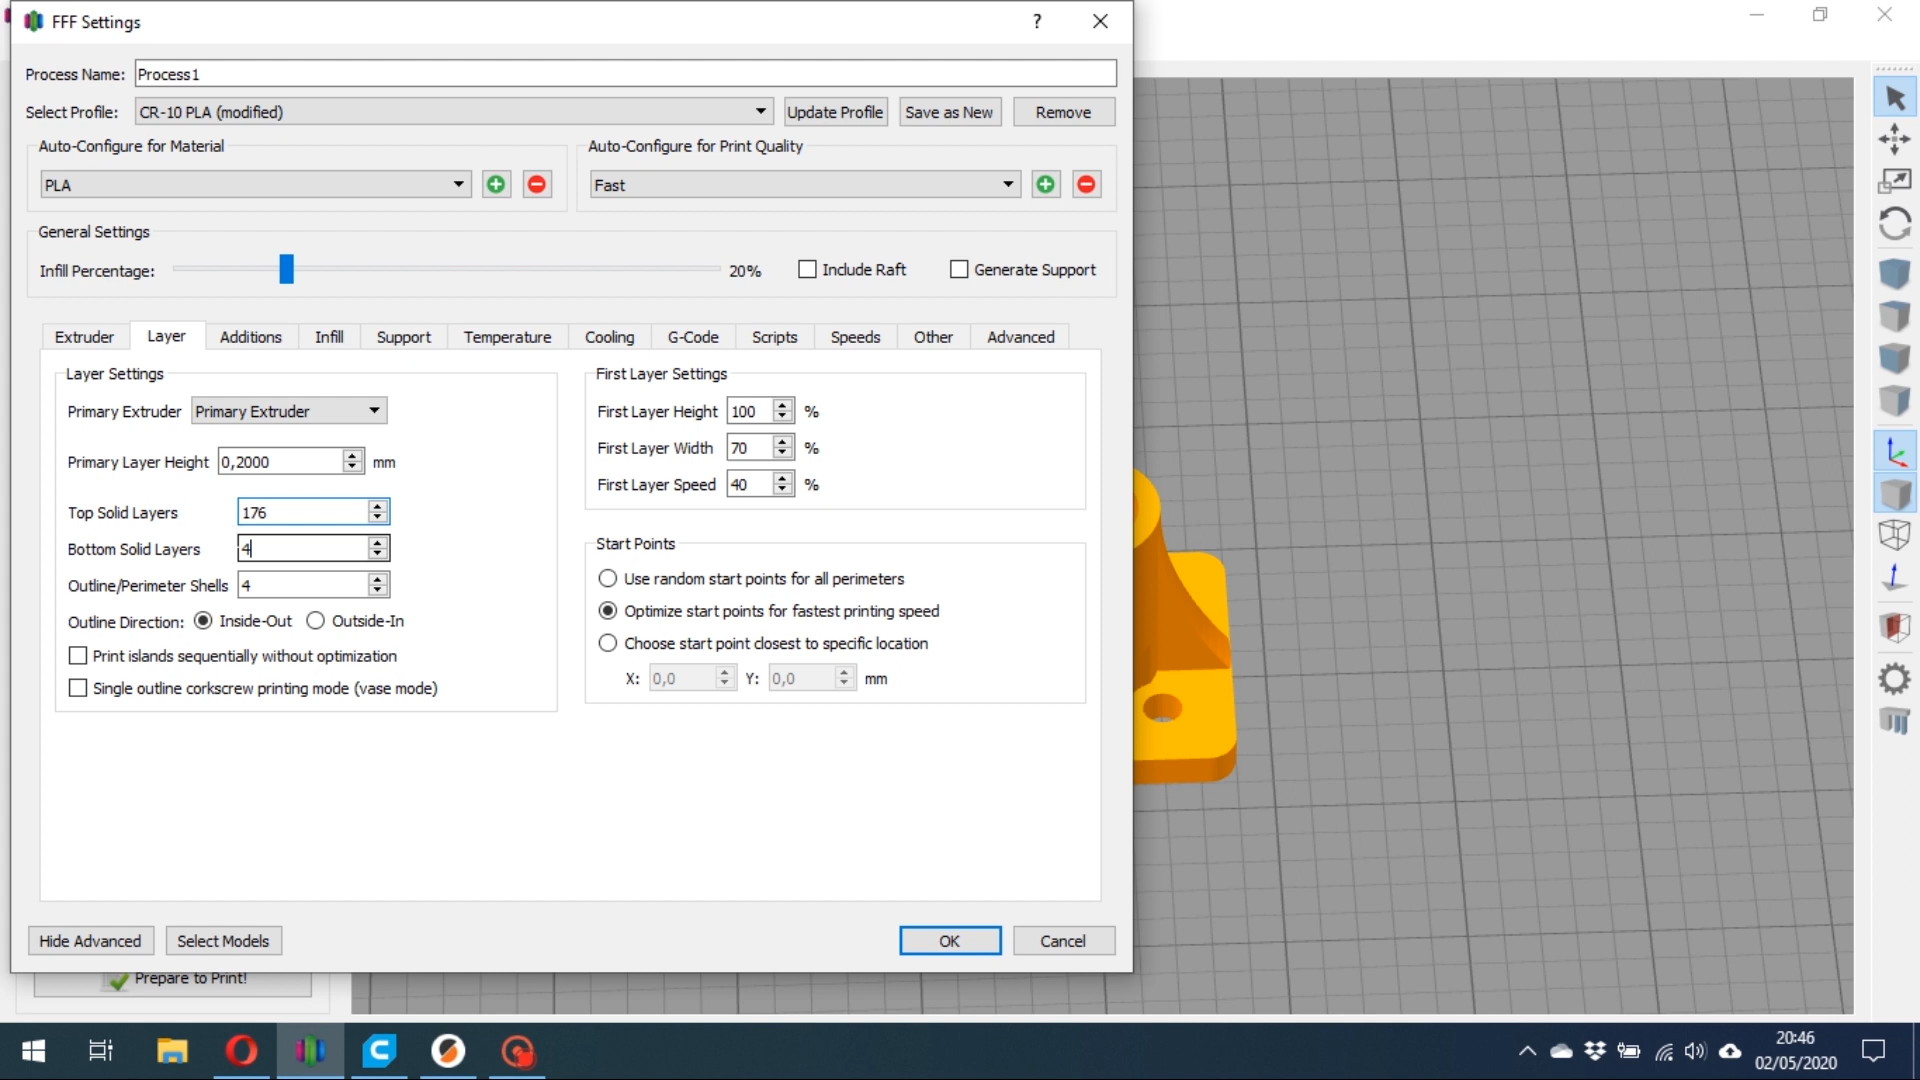 FFF Settings
?
Process Name: Process1
Select Profile: CR-10 PLA (modified) Update Profile Save as New Remove
Auto-Configure for Material Auto-Configure for Print Quality
PLA Fast
General Settings
Infill Percentage: 20% Include Raft Generate Support
Extruder Layer Additions Infill Support Temperature Cooling G-Code Scripts Speeds Other Advanced
Layer Settings First Layer Settings
Primary Extruder Primary Extruder First Layer Height 100 %
First Layer Width 70 %
Primary Layer Height 0,2000 mm
First Layer Speed 40 %
Top Solid Layers 176
Bottom Solid Layers 4 Start Points
Outline/Perimeter Shells 4 Use random start points for all perimeters
Outline Direction: Inside-Out Outside-In Optimize start points for fastest printing speed
Print islands sequentially without optimization Choose start point closest to specific location
Single outline corkscrew printing mode (vase mode) X: 0,0 Y: 0,0 mm
Hide Advanced Select Models OK Cancel
Prepare to Print!
20:46
02/05/2020